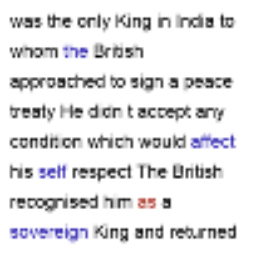 was the only King in India to
whom the British
approached to sign a peace
treaty He didn t accept any
condition which would affect
his self respect The British
recognised him as a
sovereign King and returned